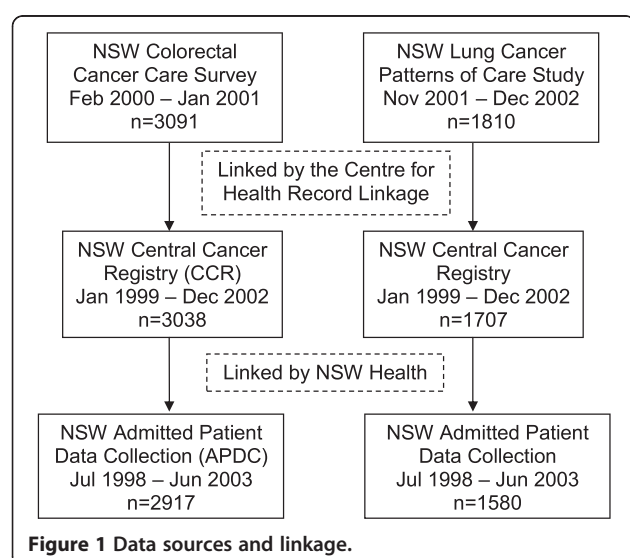 NSW Colorectal
Cancer Care Survey
Feb 2000 – Jan 2001
n=3091
NSW Lung Cancer
Patterns of Care Study
Nov 2001 – Dec 2002
n=1810
Linked by the Centre for
Health Record Linkage
NSW Central Cancer
Registry (CCR)
Jan 1999 – Dec 2002
n=3038
NSW Central Cancer
Registry
Jan 1999 – Dec 2002
n=1707
Linked by NSW Health
NSW Admitted Patient
Data Collection (APDC)
Jul 1998 – Jun 2003
n=2917
NSW Admitted Patient
Data Collection
Jul 1998 – Jun 2003
n=1580
Figure 1 Data sources and linkage.